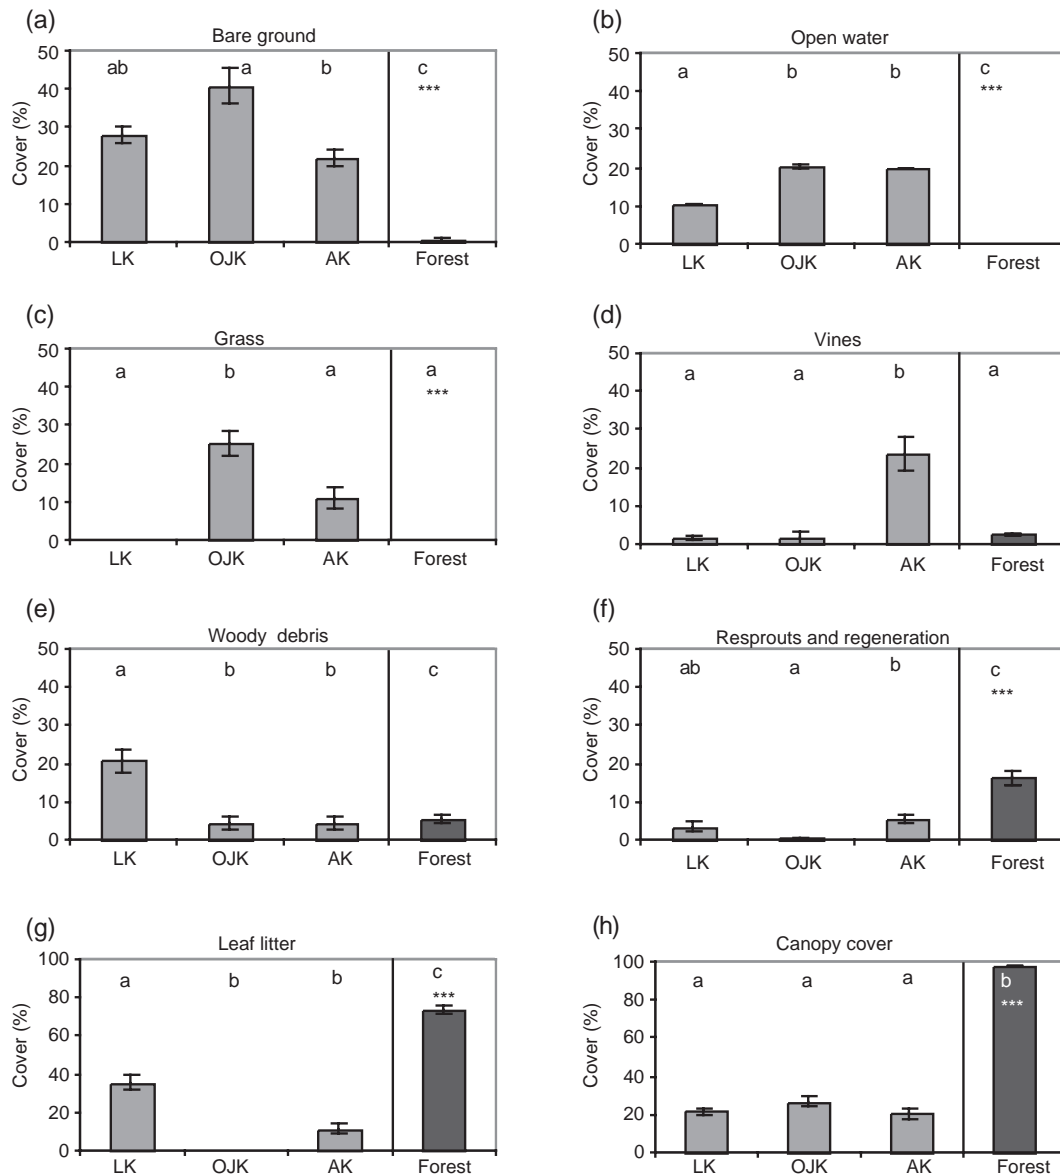 (a)
Bare ground
50
40
30
20
10
0
Cover (%)
ab
a
b
c
***
LK
OJK
AK
Forest
(b)
Open water
50
40
30
20
10
0
Cover (%)
a
b
b
c
***
LK
OJK
AK
Forest
(c)
Grass
50
40
30
20
10
0
Cover (%)
a
b
a
a
***
LK
OJK
AK
Forest
(d)
Vines
50
40
30
20
10
0
Cover (%)
a
a
b
a
LK
OJK
AK
Forest
(e)
Woody debris
50
40
30
20
10
0
Cover (%)
a
b
b
c
LK
OJK
AK
Forest
(f)
Resprouts and regeneration
50
40
30
20
10
0
Cover (%)
ab
a
b
c
***
LK
OJK
AK
Forest
(g)
Leaf litter
100
80
60
40
20
0
Cover (%)
a
b
b
c
***
LK
OJK
AK
Forest
(h)
Canopy cover
100
80
60
40
20
0
Cover (%)
a
a
a
b
***
LK
OJK
AK
Forest